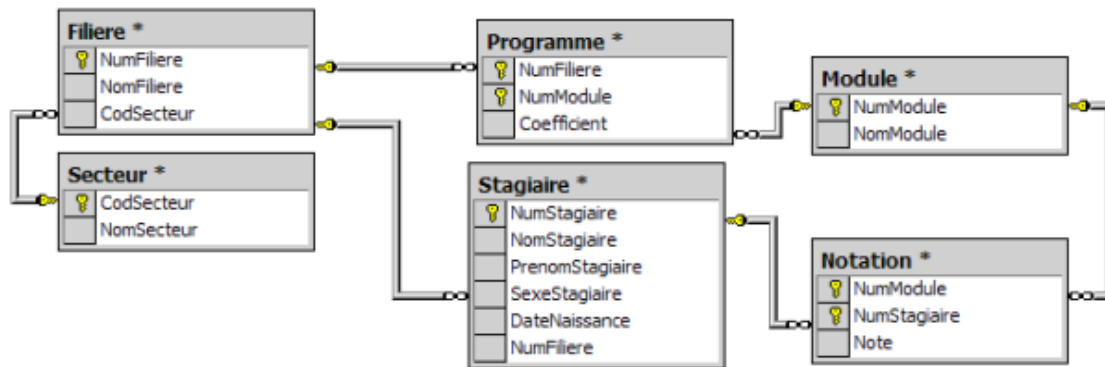 Filiere *
NumFiliere
NomFiliere
CodSecteur
Secteur *
CodSecteur
NomSecteur
Programme *
NumFiliere
NumModule
Coefficient
Stagiaire *
NumStagiaire
NomStagiaire
PrenomStagiaire
SexeStagiaire
DateNaissance
NumFiliere
Module *
NumModule
NomModule
Notation *
NumModule
NumStagiaire
Note